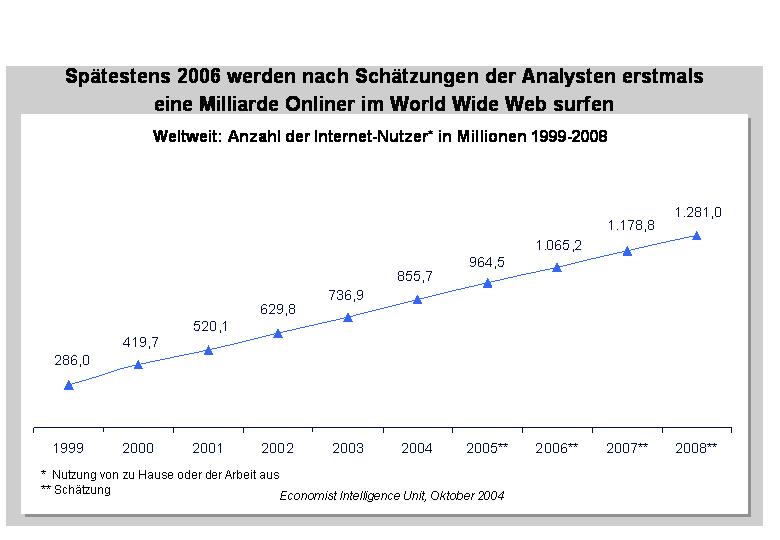 Spätestens 2006 werden nach Schätzungen der Analysten erstmals
eine Milliarde Onliner im World Wide Web surfen
Weltweit: Anzahl der Internet-Nutzer* in Millionen 1999-2008
286,0
419,7
520,1
629,8
736,9
855,7
964,5
1.065,2
1.178,8
1.281,0
1999 2000 2001 2002 2003 2004 2005** 2006** 2007** 2008**
* Nutzung von zu Hause oder der Arbeit aus
** Schätzung
Economist Intelligence Unit, Oktober 2004